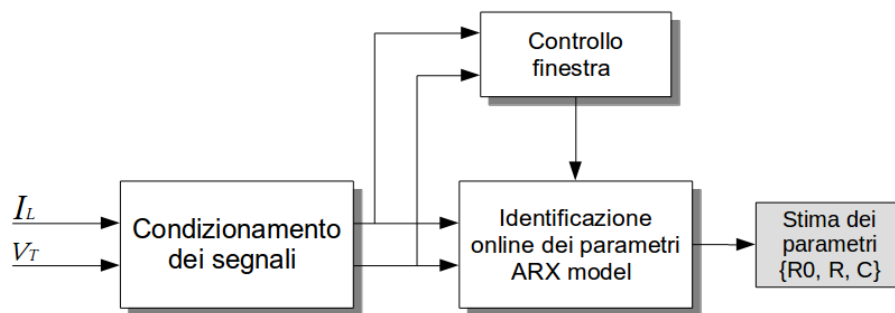 Controllo
finestra
I_L
V_T
Condizionamento
dei segnali
Identificazione
online dei parametri
ARX model
Stima dei
parametri
{R0, R, C}